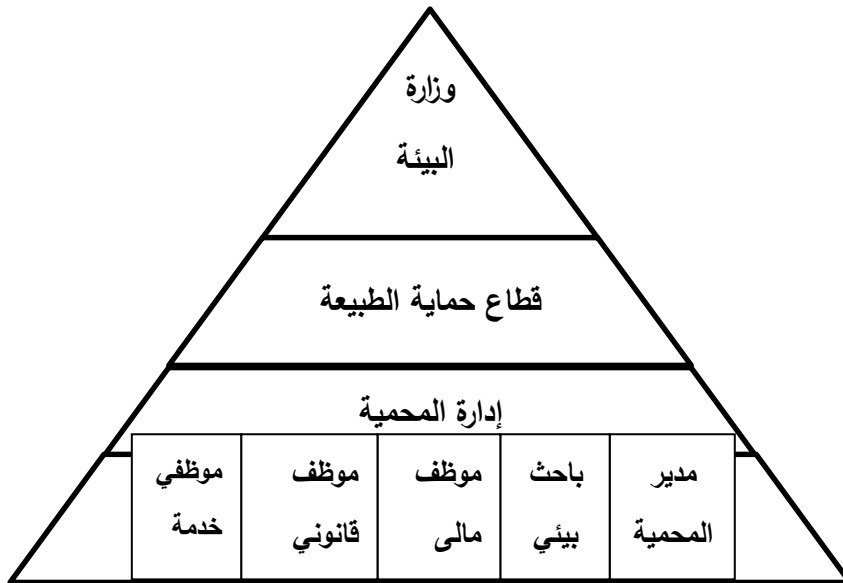 وزارة
البيئة
قطاع حماية الطبيعة
إدارة المحمية
مدير
المحمية
باحث
بيئي
موظف
مالى
موظف
قانوني
موظفي
خدمة